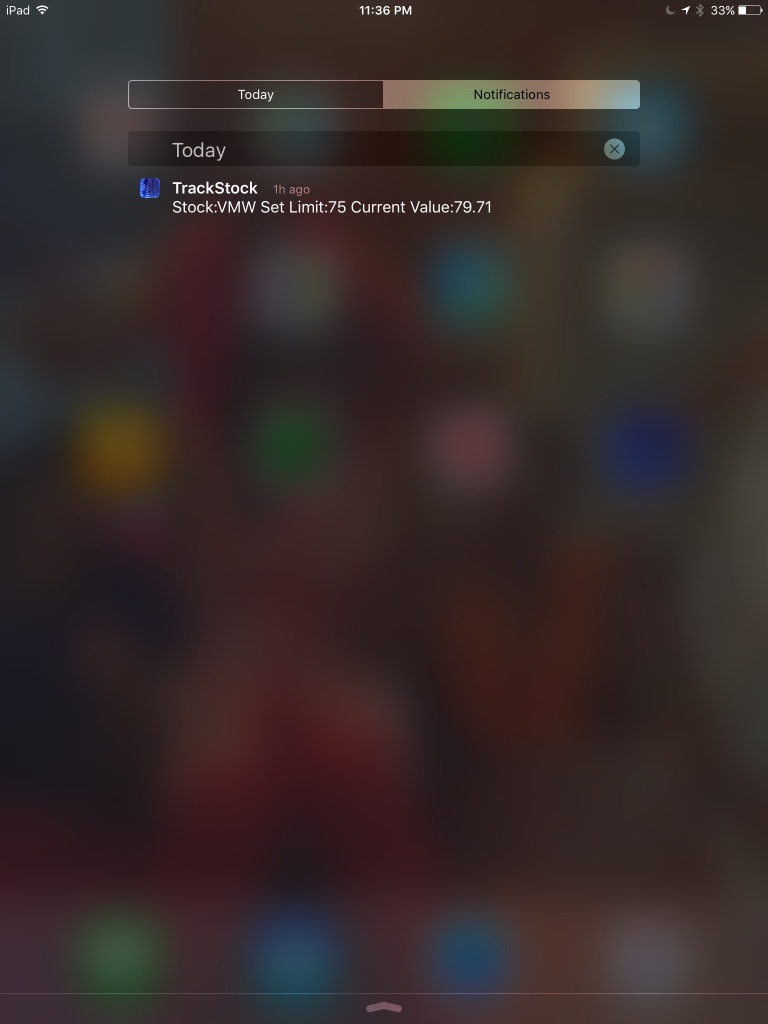 iPad 11:36 PM 33%
Today Notifications
Today
TrackStock 1h ago
Stock:VMW Set Limit:75 Current Value:79.71